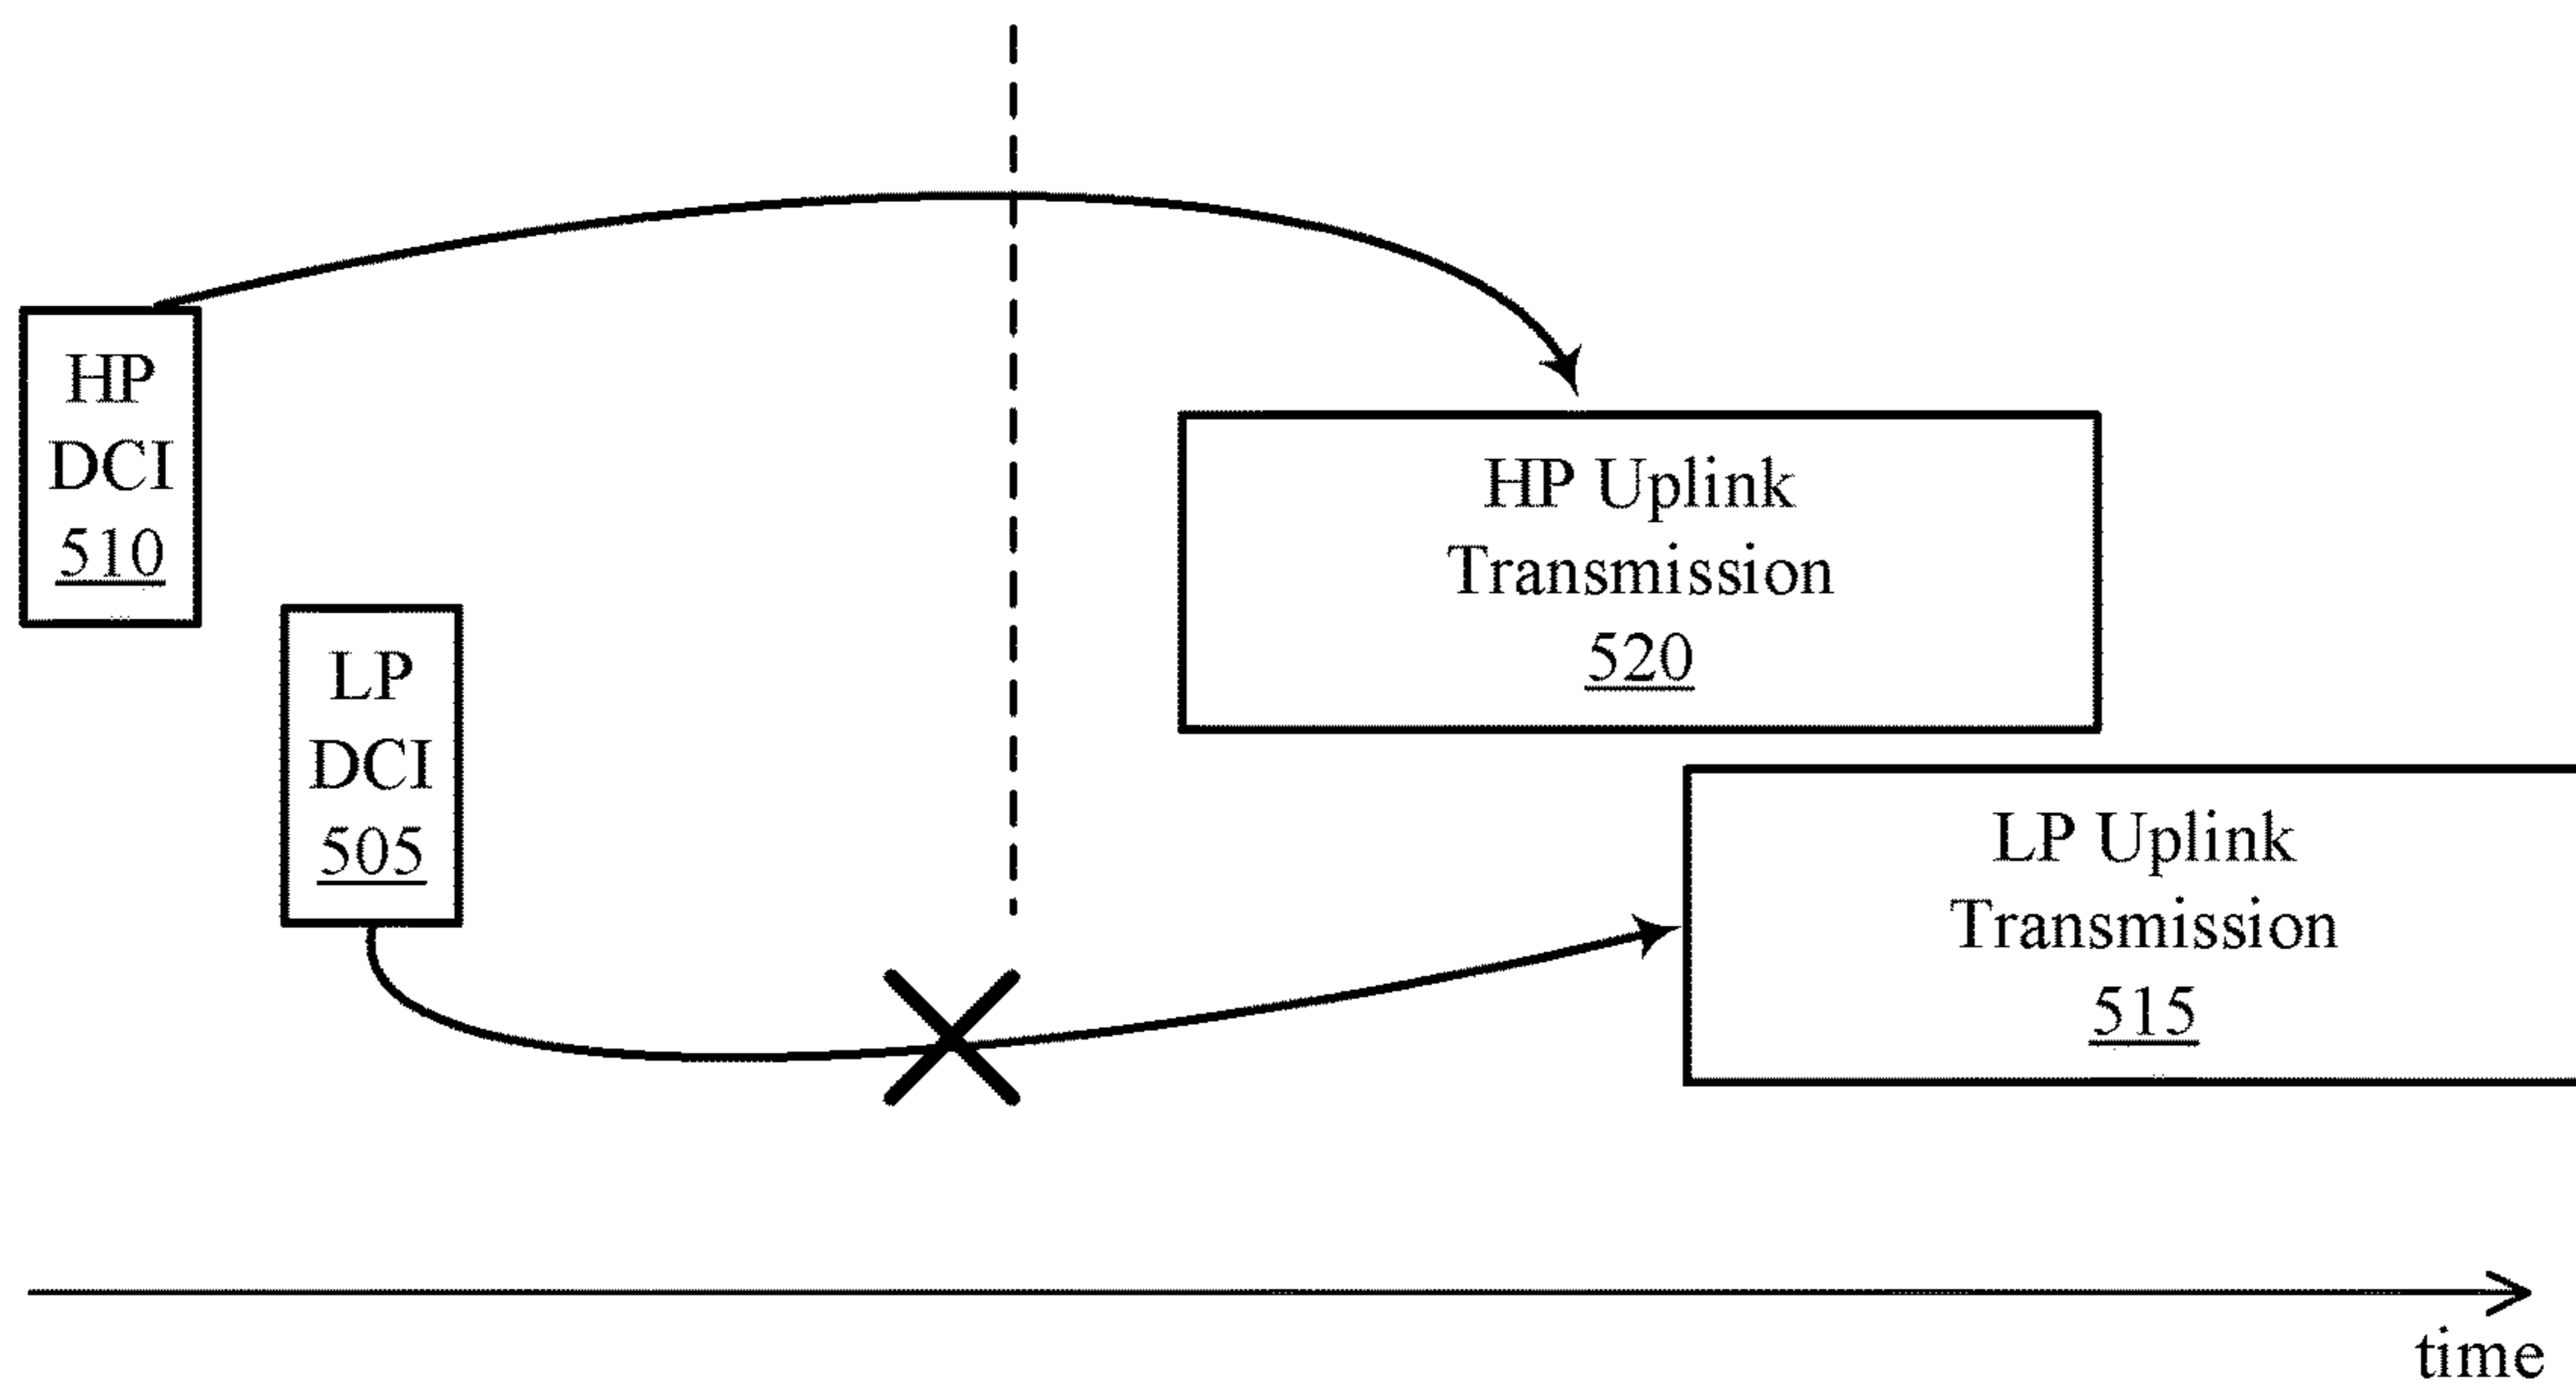 HP
DCI
510
LP
DCI
505
HP Uplink
Transmission
520
LP Uplink
Transmission
515
time